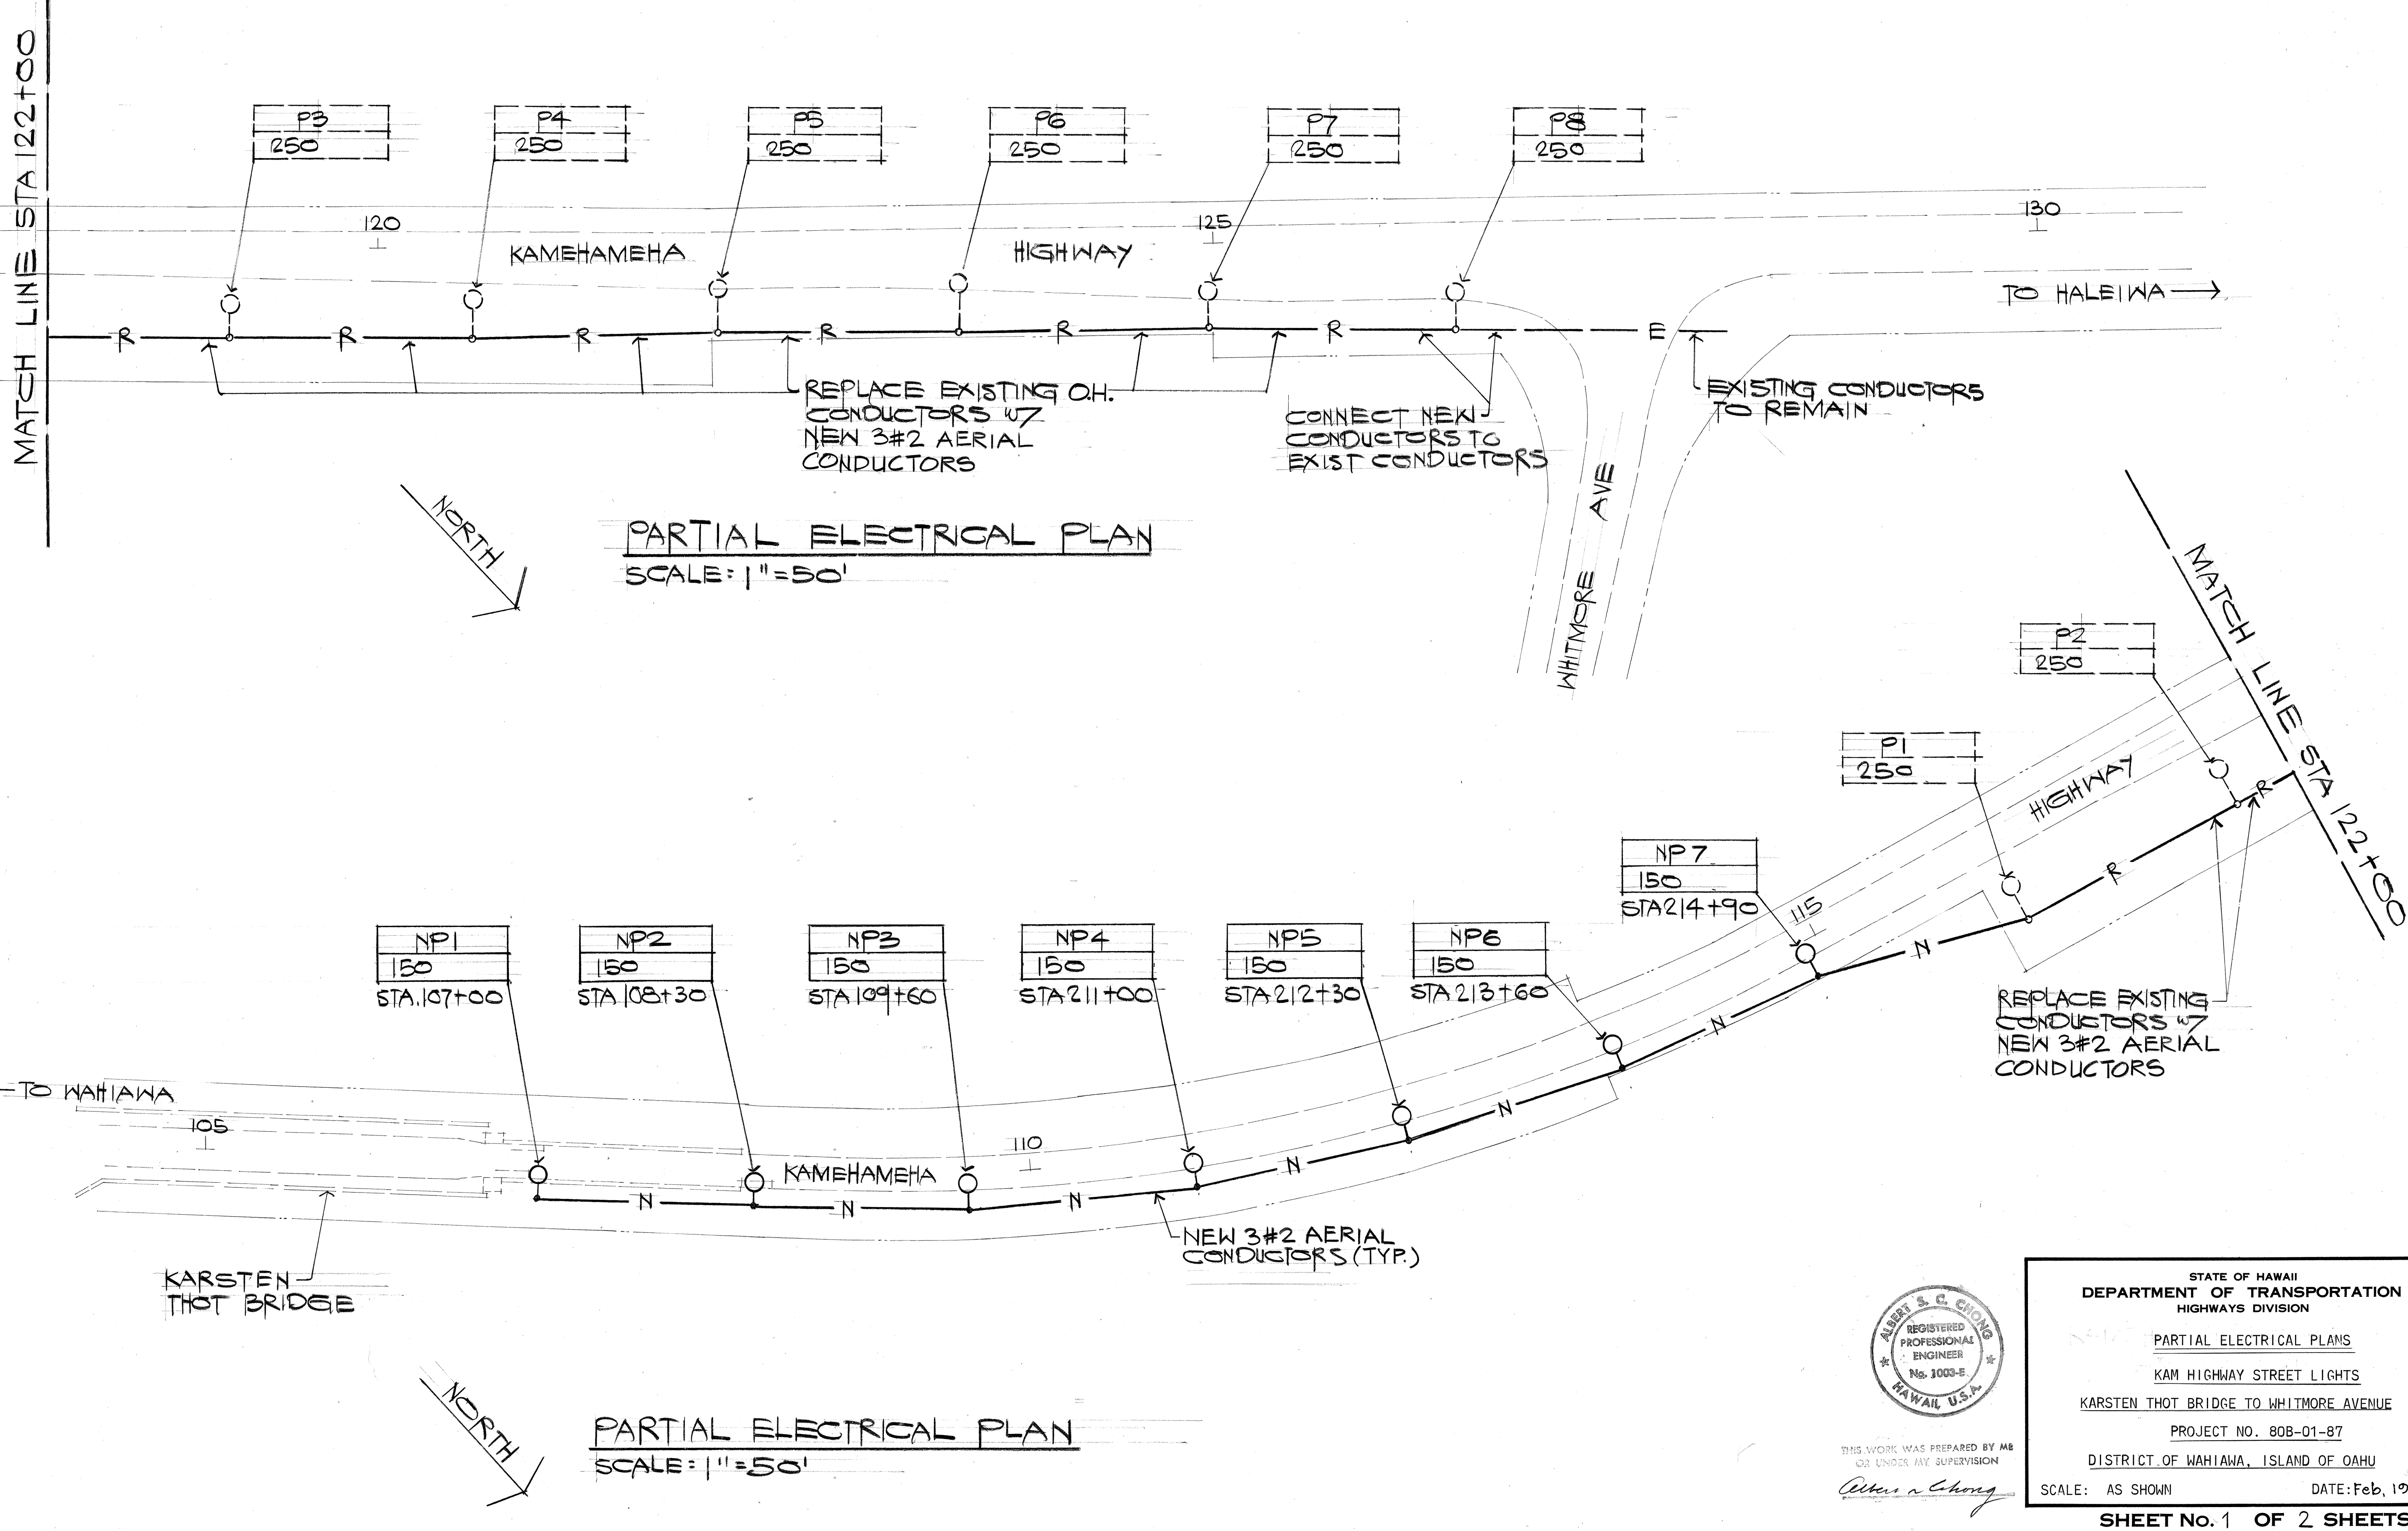 MATCH LINE STA 122+00
P3
250
P4
250
P5
250
P6
250
P7
250
P8
250
120
125
130
KAMEHAMEHA HIGHWAY
TO HALEIWA
R R R R R R E
REPLACE EXISTING O.H.
CONDUCTORS W/
NEW 3#2 AERIAL
CONDUCTORS
CONNECT NEW
CONDUCTORS TO
EXIST CONDUCTORS
EXISTING CONDUCTORS
TO REMAIN
WHITMORE AVE
NORTH
PARTIAL ELECTRICAL PLAN
SCALE: 1"=50'
MATCH LINE STA 122+00
P2
250
P1
250
HIGHWAY
NP7
150
STA 214+90
115
NP1
150
STA.107+00
NP2
150
STA 108+30
NP3
150
STA 109+60
NP4
150
STA 211+00
NP5
150
STA 212+30
NP6
150
STA 213+60
R
R
N
N
N
N
N
N
N
REPLACE EXISTING
CONDUCTORS W/
NEW 3#2 AERIAL
CONDUCTORS
TO WAHIAWA
105
110
KAMEHAMEHA
NEW 3#2 AERIAL
CONDUCTORS (TYP.)
KARSTEN
THOT BRIDGE
NORTH
PARTIAL ELECTRICAL PLAN
SCALE: 1"=50'
ALBERT S. C. CHONG
REGISTERED
PROFESSIONAL
ENGINEER
No. 1003-E
HAWAII, U.S.A.
THIS WORK WAS PREPARED BY ME
OR UNDER MY SUPERVISION
STATE OF HAWAII
DEPARTMENT OF TRANSPORTATION
HIGHWAYS DIVISION
PARTIAL ELECTRICAL PLANS
KAM HIGHWAY STREET LIGHTS
KARSTEN THOT BRIDGE TO WHITMORE AVENUE
PROJECT NO. 80B-01-87
DISTRICT OF WAHIAWA, ISLAND OF OAHU
SCALE: AS SHOWN DATE: Feb, 19
SHEET No. 1 OF 2 SHEETS